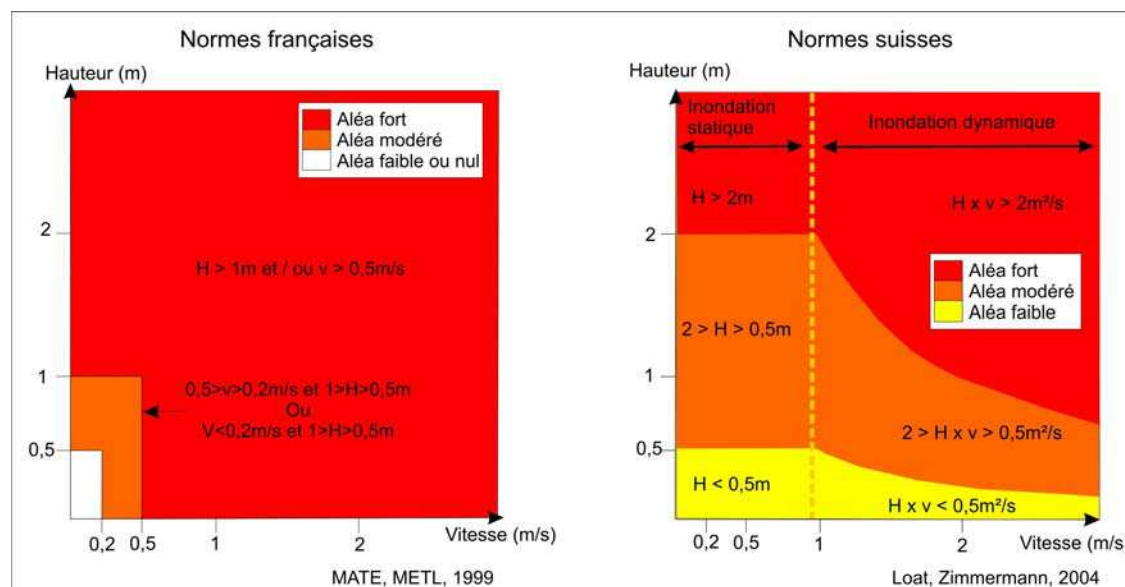 Normes françaises
Hauteur (m)
Aléa fort
Aléa modéré
Aléa faible ou nul
2
H > 1m et / ou v > 0,5m/s
1
0,5>v>0,2m/s et 1>H>0,5m
Ou
V<0,2m/s et 1>H>0,5m
0,5
Vitesse (m/s)
0,2
0,5
1
2
MATE, METL, 1999
Normes suisses
Hauteur (m)
Inondation
statique
Inondation dynamique
H > 2m
H x v > 2m²/s
2
Aléa fort
Aléa modéré
Aléa faible
2 > H > 0,5m
1
2 > H x v > 0,5m²/s
0,5
H < 0,5m
H x v < 0,5m²/s
0,2
0,5
1
2
Vitesse (m/s)
Loat, Zimmermann, 2004